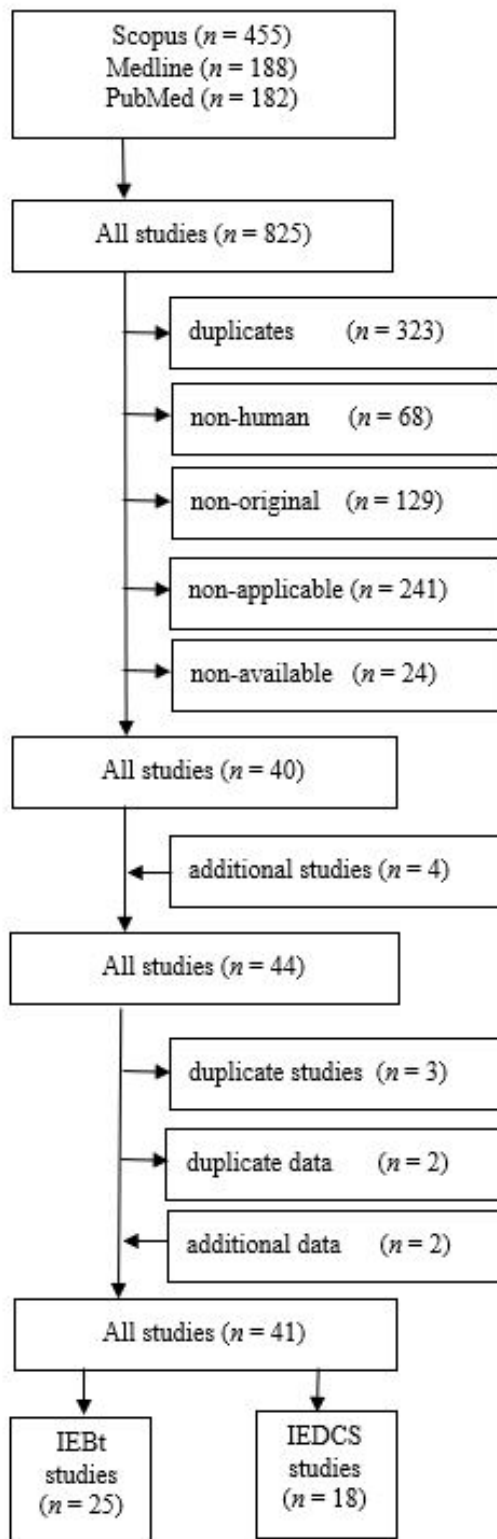 Scopus (n = 455)
Medline (n = 188)
PubMed (n = 182)
All studies (n = 825)
duplicates (n = 323)
non-human (n = 68)
non-original (n = 129)
non-applicable (n = 241)
non-available (n = 24)
All studies (n = 40)
additional studies (n = 4)
All studies (n = 44)
duplicate studies (n = 3)
duplicate data (n = 2)
additional data (n = 2)
All studies (n = 41)
IEBt
studies
(n = 25)
IEDCS
studies
(n = 18)